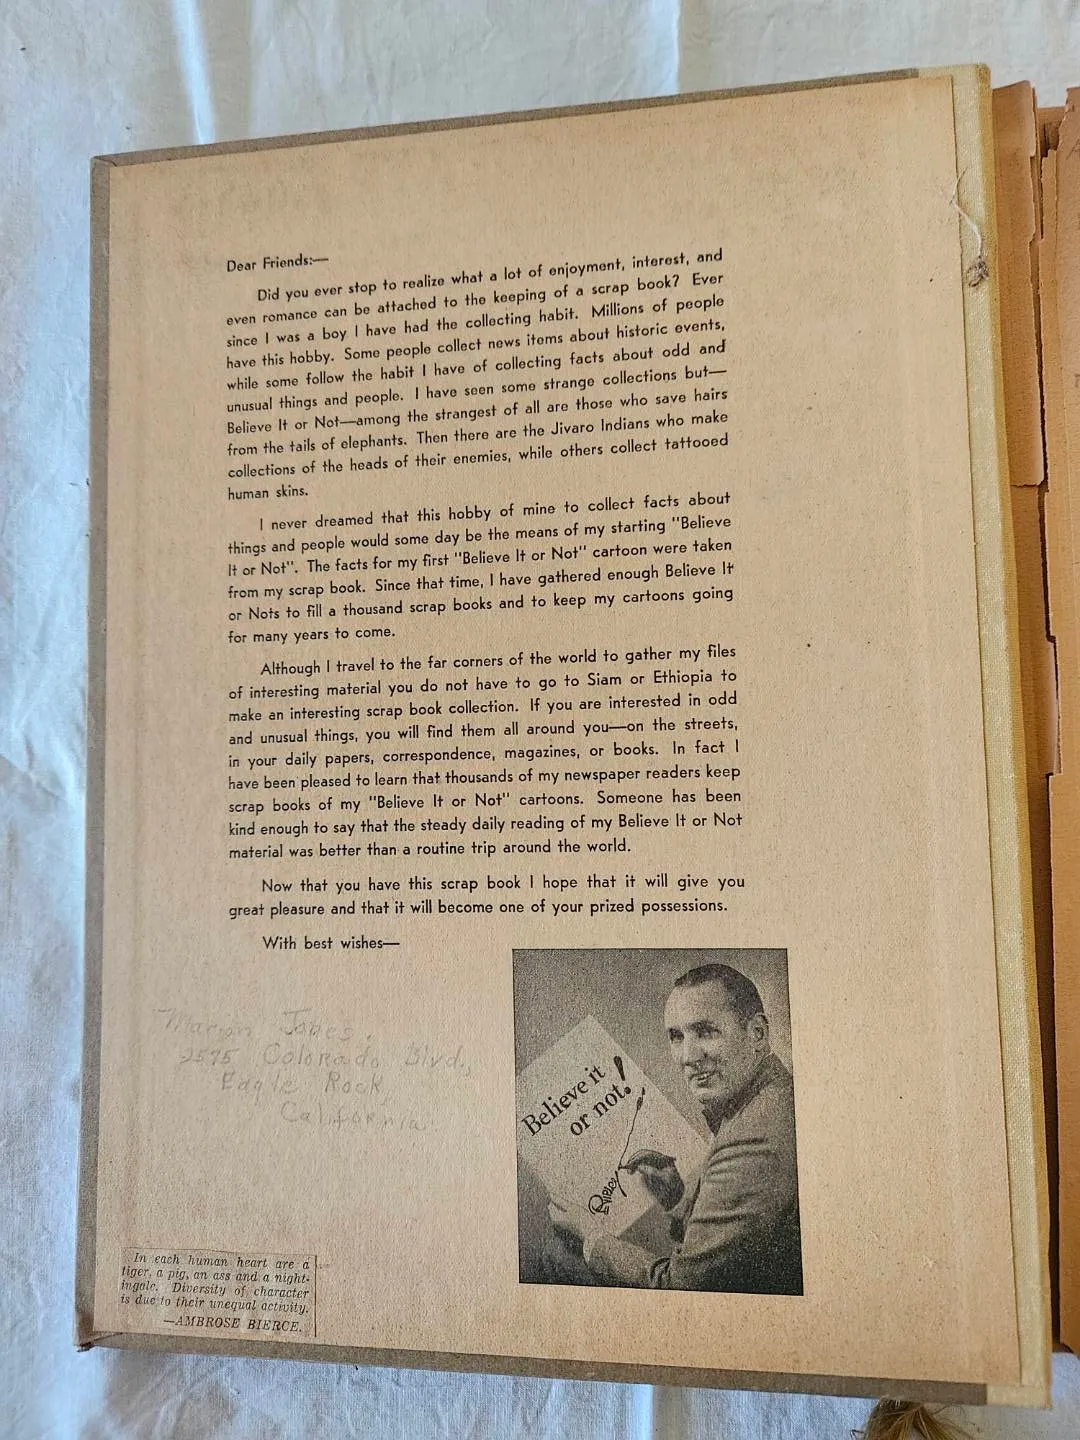 Dear Friends:—
Did you ever stop to realize what a lot of enjoyment, interest, and
even romance can be attached to the keeping of a scrap book? Ever
since I was a boy I have had the collecting habit. Millions of people
have this hobby. Some people collect news items about historic events,
while some follow the habit I have of collecting facts about odd and
unusual things and people. I have seen some strange collections but—
Believe It or Not—among the strangest of all are those who save hairs
from the tails of elephants. Then there are the Jivaro Indians who make
collections of the heads of their enemies, while others collect tattooed
human skins.
I never dreamed that this hobby of mine to collect facts about
things and people would some day be the means of my starting "Believe
It or Not". The facts for my first "Believe It or Not" cartoon were taken
from my scrap book. Since that time, I have gathered enough Believe It
or Nots to fill a thousand scrap books and to keep my cartoons going
for many years to come.
Although I travel to the far corners of the world to gather my files
of interesting material you do not have to go to Siam or Ethiopia to
make an interesting scrap book collection. If you are interested in odd
and unusual things, you will find them all around you—on the streets,
in your daily papers, correspondence, magazines, or books. In fact I
have been pleased to learn that thousands of my newspaper readers keep
scrap books of my "Believe It or Not" cartoons. Someone has been
kind enough to say that the steady daily reading of my Believe It or Not
material was better than a routine trip around the world.
Now that you have this scrap book I hope that it will give you
great pleasure and that it will become one of your prized possessions.
With best wishes—
Believe it
or not!
Ripley
Marion Jones.
2575 Colorado Blvd.,
Eagle Rock,
California
In each human heart are a
tiger, a pig, an ass and a night-
ingale. Diversity of character
is due to their unequal activity.
—AMBROSE BIERCE.